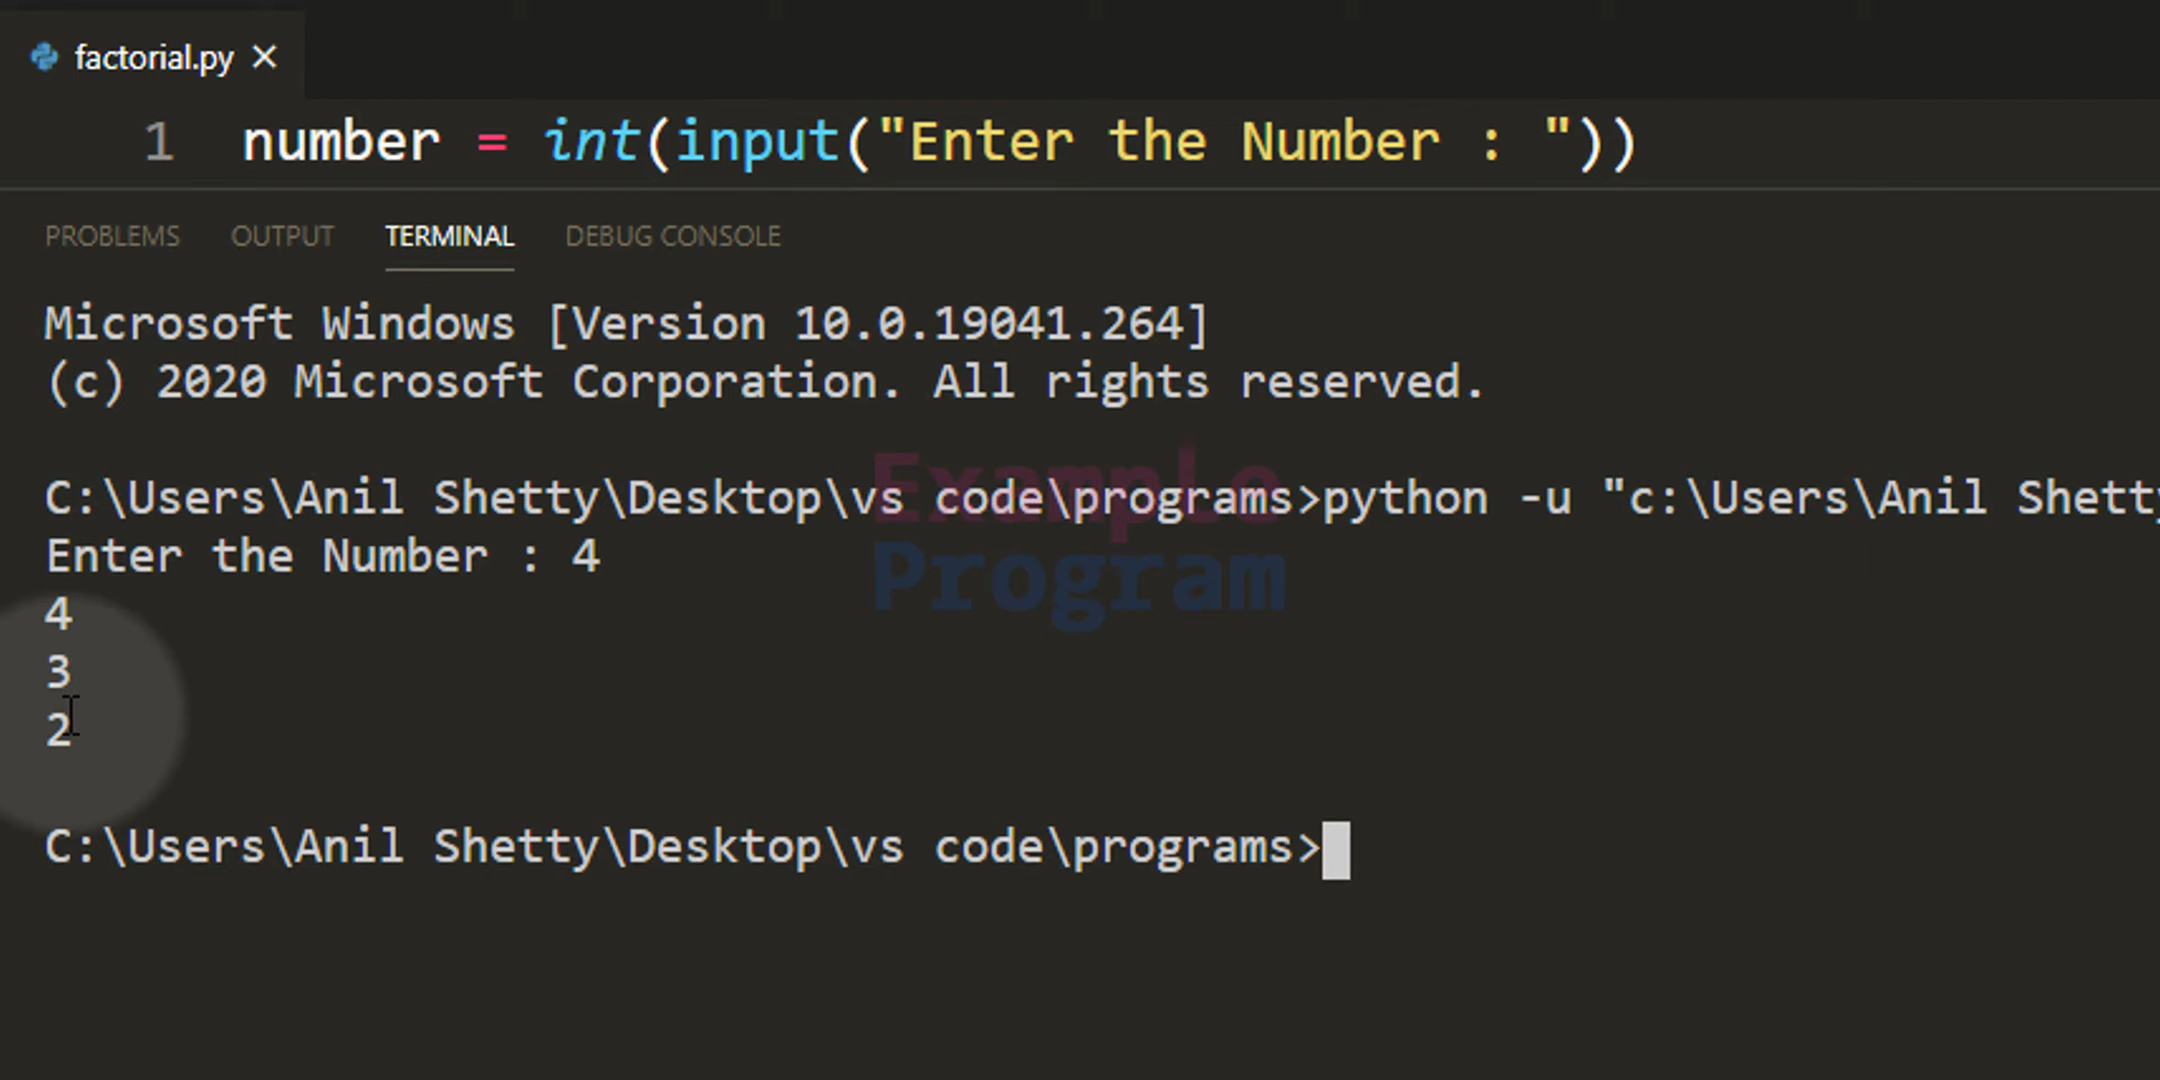 factorial.py
1 number = int(input("Enter the Number : "))
PROBLEMS OUTPUT TERMINAL DEBUG CONSOLE
Microsoft Windows [Version 10.0.19041.264]
(c) 2020 Microsoft Corporation. All rights reserved.
Example
C:\Users\Anil Shetty\Desktop\vs code\programs>python -u "c:\Users\Anil Shetty
Enter the Number : 4
Program
4
3
2
C:\Users\Anil Shetty\Desktop\vs code\programs>